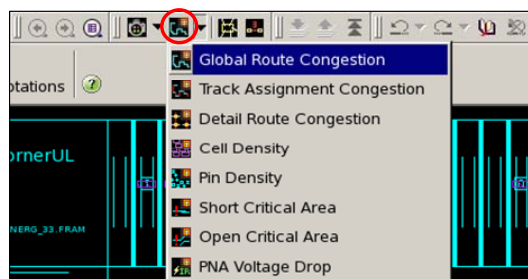 Global Route Congestion
otations
Track Assignment Congestion
Detail Route Congestion
ornerUL
Cell Density
Pin Density
Short Critical Area
NERG_33.FRAM
Open Critical Area
PNA Voltage Drop